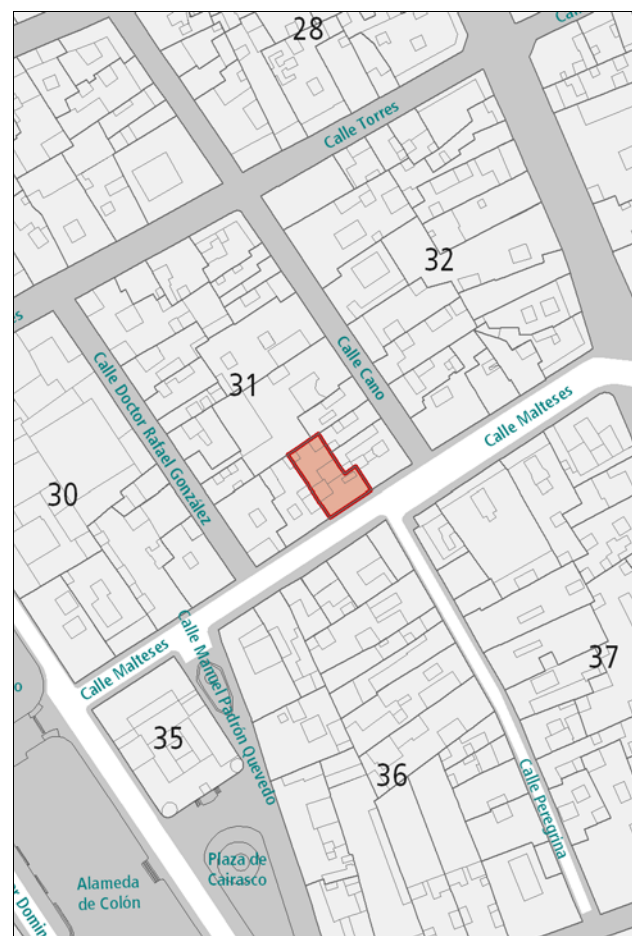 28
Calle Torres
32
Calle Cano
31
Calle Doctor Rafael González
Calle Malteses
30
Calle Malteses
Calle Manuel Padrón Quevedo
37
35
36
Calle Peregrina
Plaza de
Cairasco
Alameda
de Colón